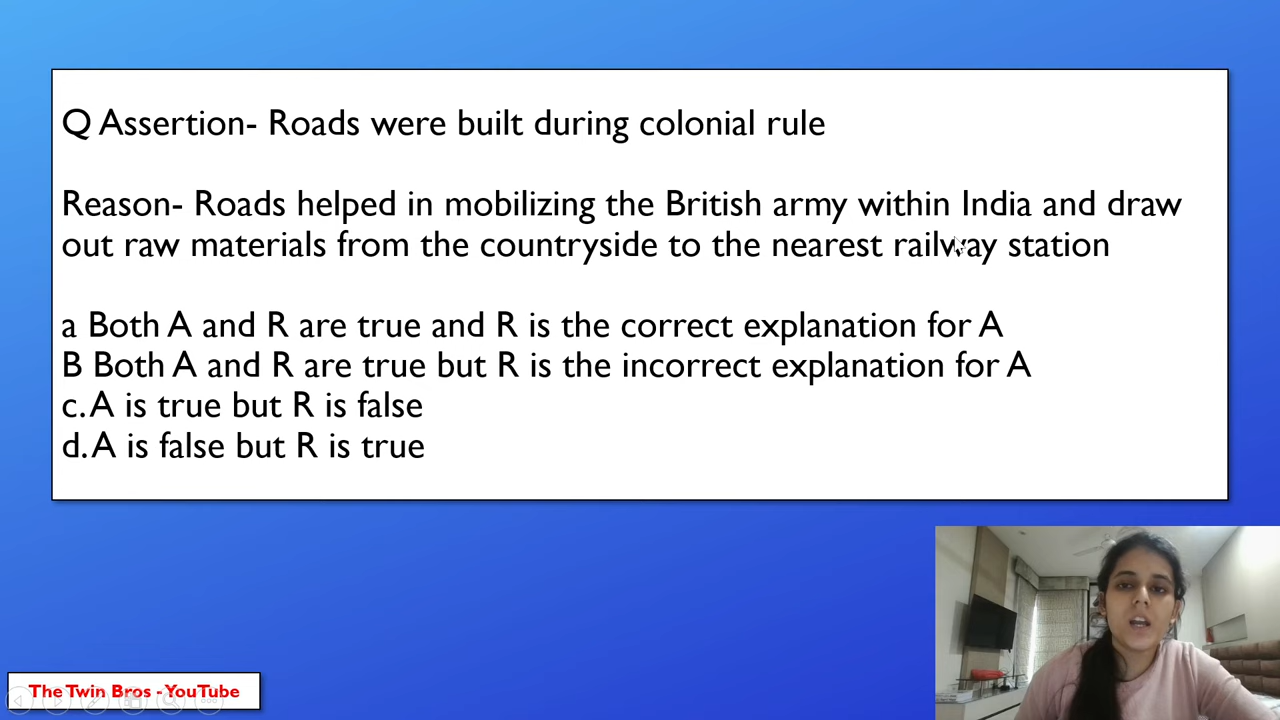 Q Assertion- Roads were built during colonial rule
Reason- Roads helped in mobilizing the British army within India and draw
out raw materials from the countryside to the nearest railway station
a Both A and R are true and R is the correct explanation for A
B Both A and R are true but R is the incorrect explanation for A
c. A is true but R is false
d. A is false but R is true
The Twin Bros - YouTube